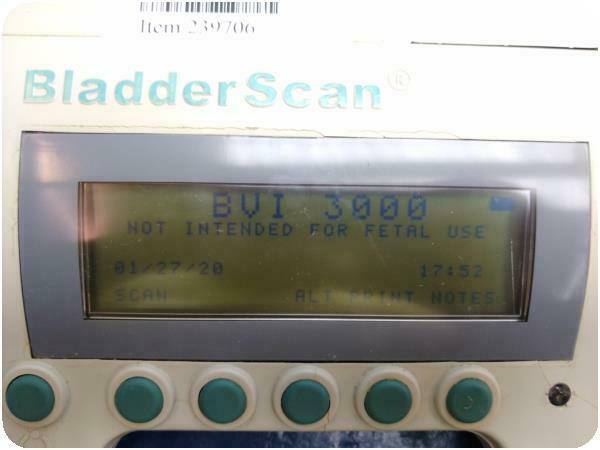 Item 239706
BladderScan®
BVI 3000
NOT INTENDED FOR FETAL USE
01/27/20 17:52
SCAN ALT PRINT NOTES